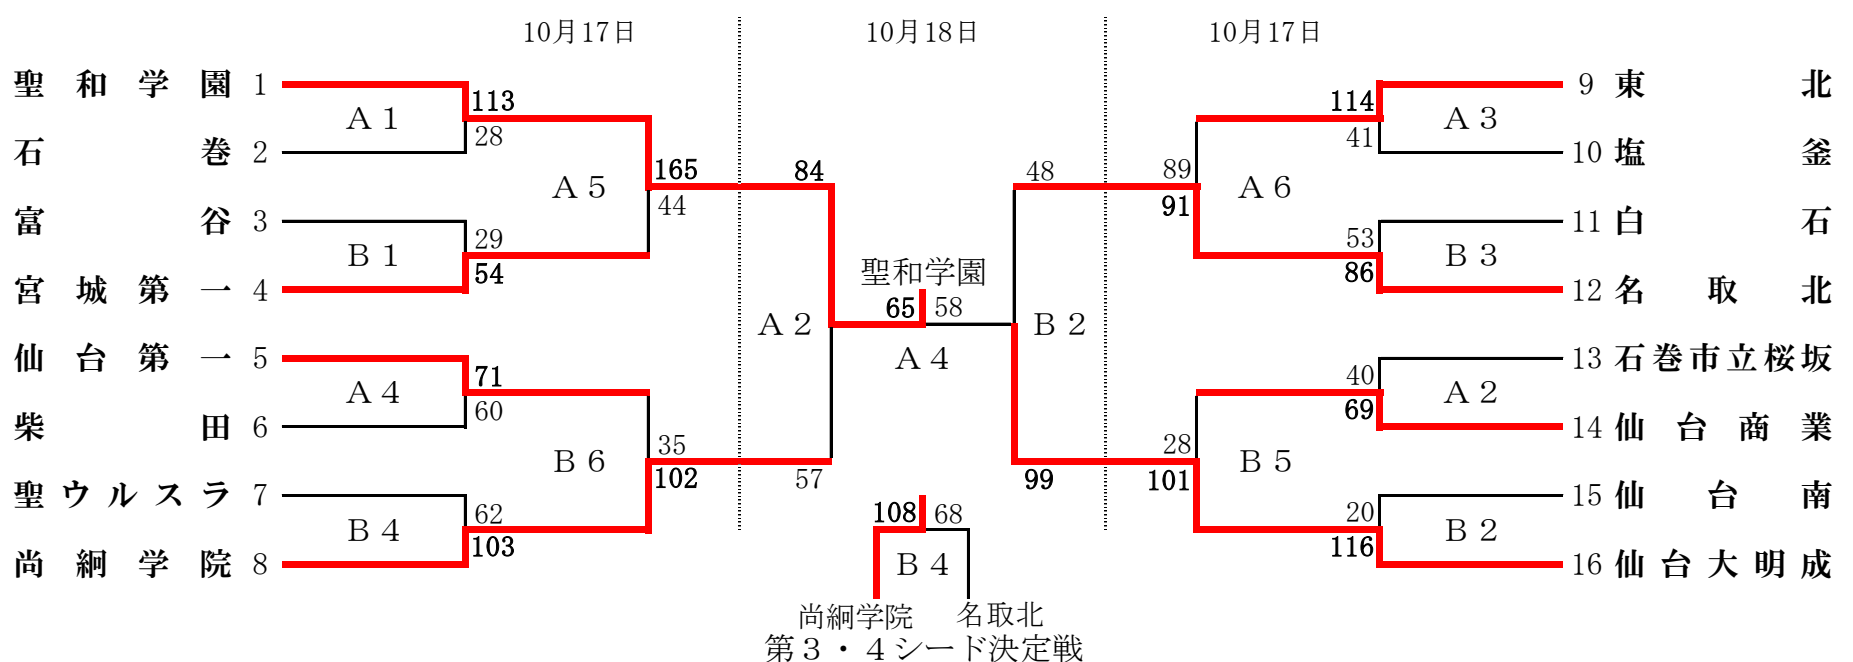 10月17日 10月18日 10月17日
聖和学園 1 113 114 9 東北
A1 A3
石巻 2 28 41 10 塩釜
165 84 48 89
A5 A6
富谷 3 29 44 91 53 11 白石
B1 B3
宮城第一 4 54 86 12 名取北
聖和学園
65 58
A2 B2
仙台第一 5 71 A4 40 13 石巻市立桜坂
A4 A2
柴田 6 60 69 14 仙台商業
35 28
B6 B5
102 57 99 101
聖ウルスラ 7 62 108 68 20 15 仙台南
B4 B2
尚絅学院 8 103 B4 116 16 仙台大明成
尚絅学院 名取北
第3・4シード決定戦